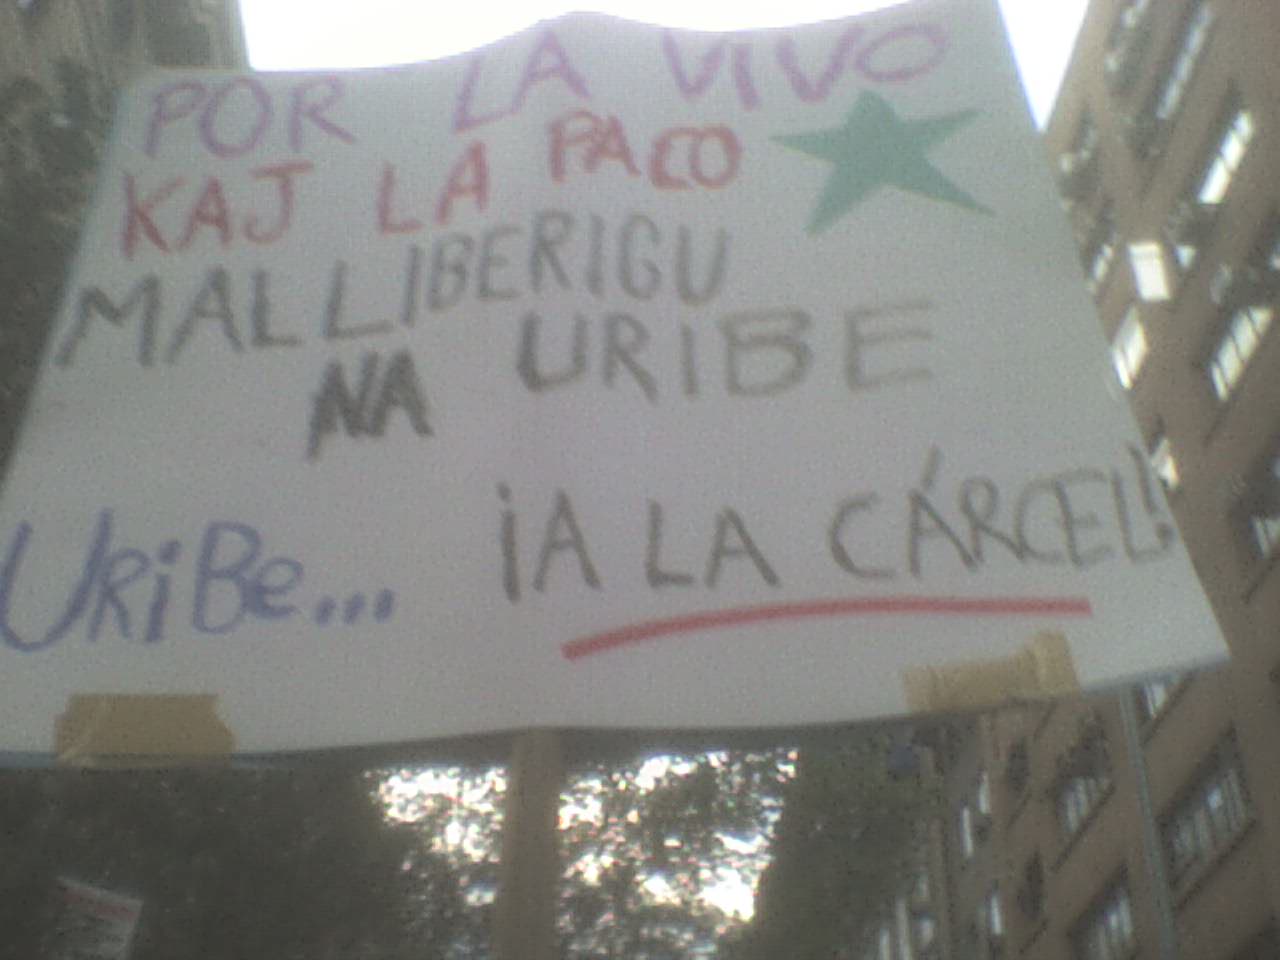 POR LA VIVO
KAJ LA PACO
MALLIBERIGU
NA URIBE
URiBe... ¡A LA CÁRCEL!